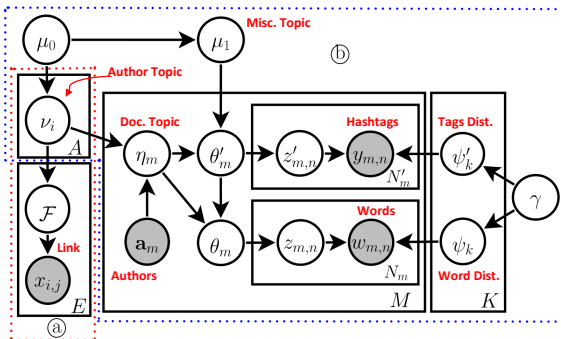 Misc. Topic
μ₀
μ₁
ⓑ
Author Topic
νᵢ
A
Doc. Topic
Hashtags
Tags Dist.
ηₘ
θ′ₘ
z′ₘ,ₙ
yₘ,ₙ
ψ′ₖ
N′ₘ
γ
ℱ
Words
Link
𝐚ₘ
θₘ
zₘ,ₙ
wₘ,ₙ
ψₖ
Authors
Nₘ
Word Dist.
xᵢ,ⱼ
E
M
K
ⓐ